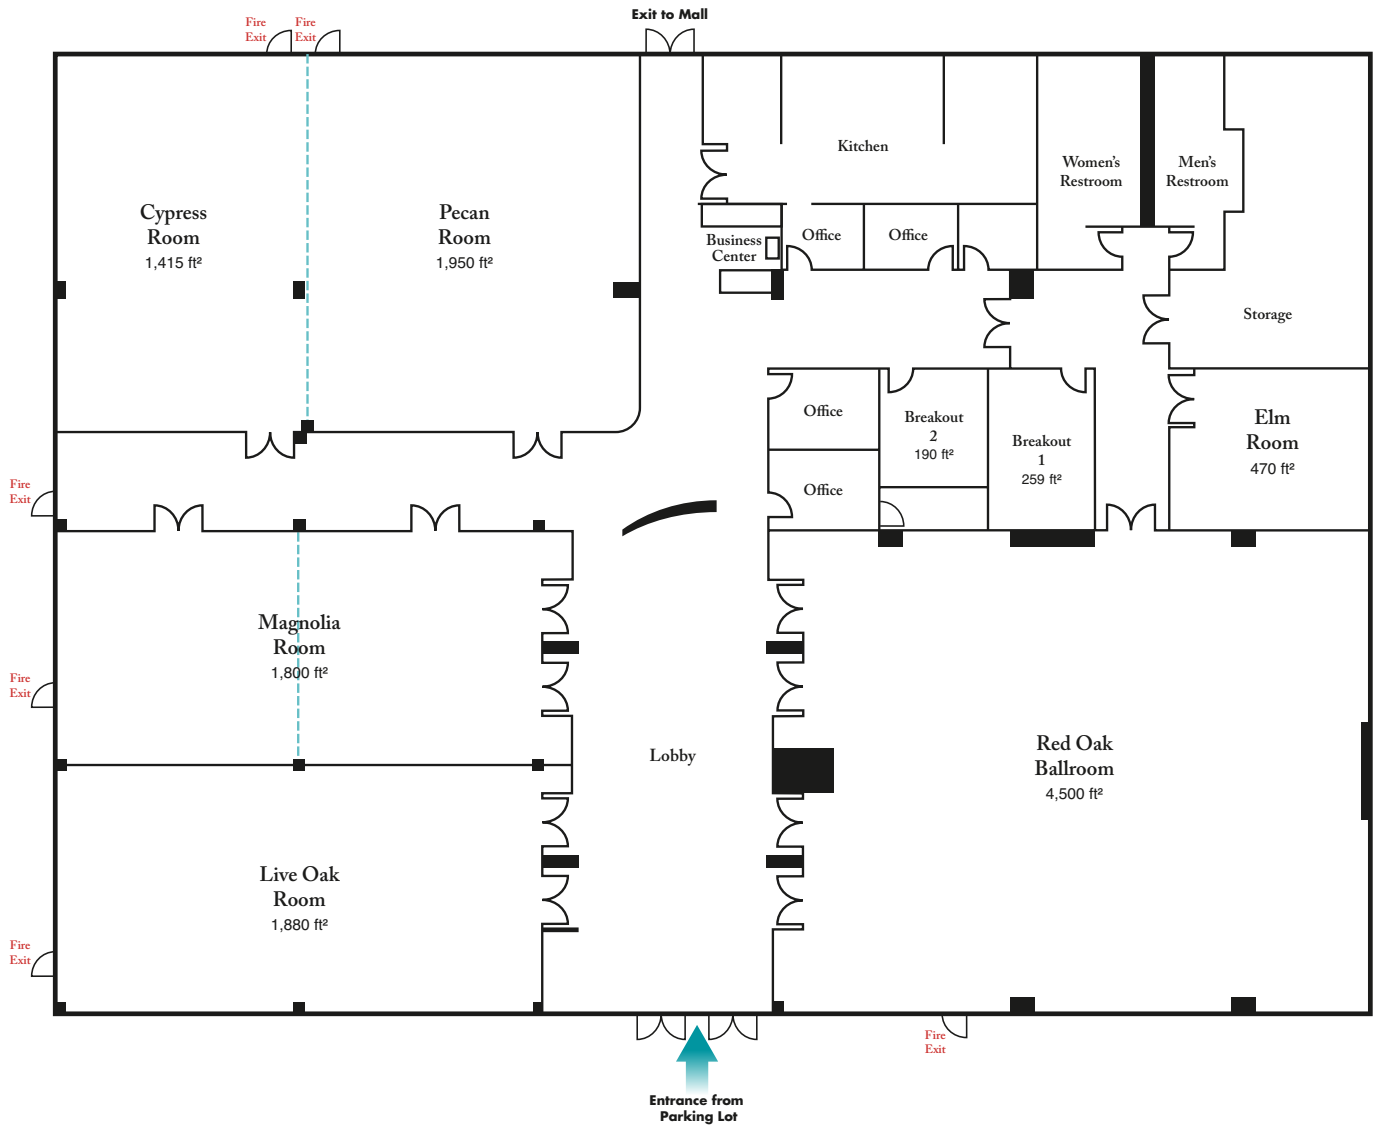 Exit to Mall
Fire
Exit
Fire
Exit
Kitchen
Women's
Restroom
Men's
Restroom
Cypress
Room
1,415 ft²
Pecan
Room
1,950 ft²
Business
Center
Office
Office
Storage
Office
Breakout
2
190 ft²
Breakout
1
259 ft²
Elm
Room
470 ft²
Fire
Exit
Office
Magnolia
Room
1,800 ft²
Fire
Exit
Lobby
Red Oak
Ballroom
4,500 ft²
Live Oak
Room
1,880 ft²
Fire
Exit
Fire
Exit
Entrance from
Parking Lot